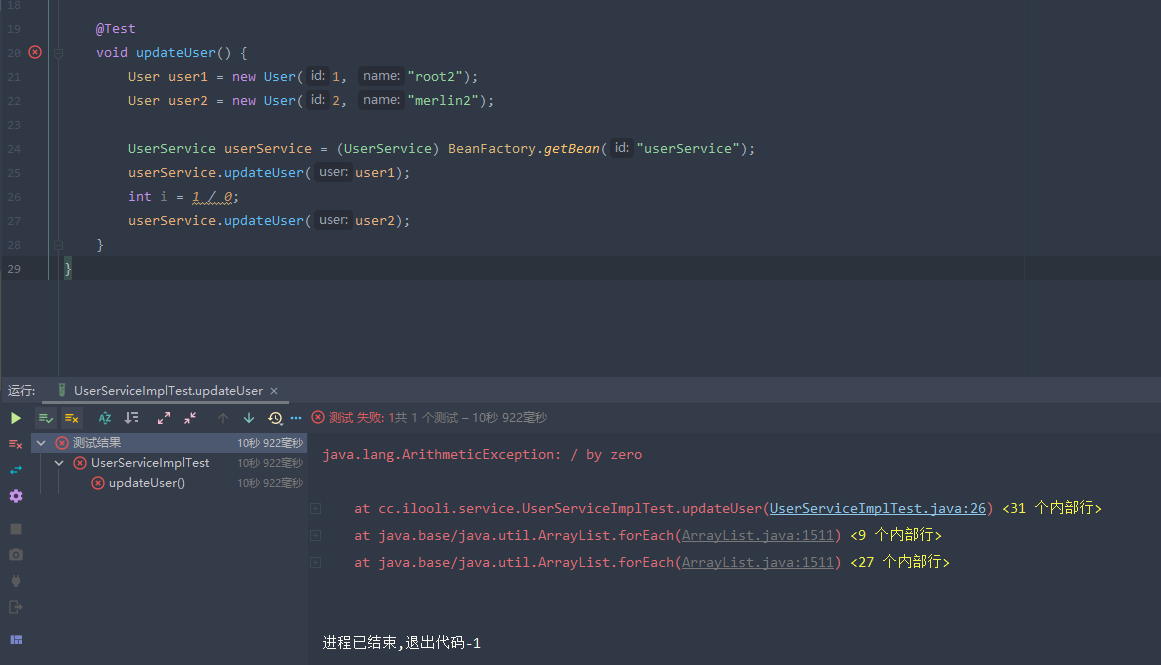 18
19 @Test
20 void updateUser() {
21 User user1 = new User( id: 1, name: "root2");
22 User user2 = new User( id: 2, name: "merlin2");
23
24 UserService userService = (UserService) BeanFactory.getBean( id: "userService");
25 userService.updateUser( user: user1);
26 int i = 1 / 0;
27 userService.updateUser( user: user2);
28 }
29 }
运行: UserServiceImplTest.updateUser ×
测试 失败: 1共 1 个测试 – 10秒 922毫秒
测试结果 10秒 922毫秒
UserServiceImplTest 10秒 922毫秒
updateUser() 10秒 922毫秒
java.lang.ArithmeticException: / by zero
at cc.ilooli.service.UserServiceImplTest.updateUser(UserServiceImplTest.java:26) <31 个内部行>
at java.base/java.util.ArrayList.forEach(ArrayList.java:1511) <9 个内部行>
at java.base/java.util.ArrayList.forEach(ArrayList.java:1511) <27 个内部行>
进程已结束,退出代码-1